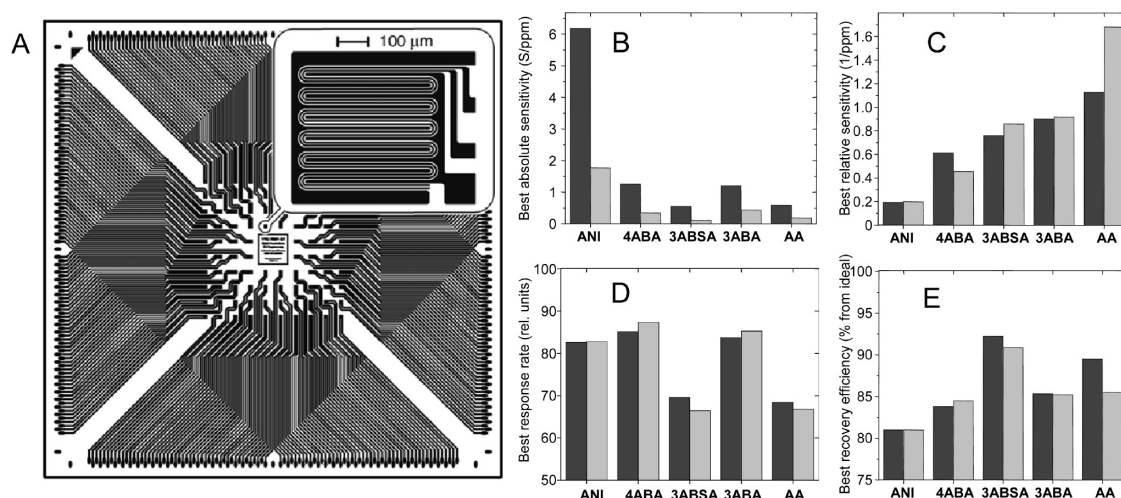 A
100 µm
B
Best absolute sensitivity (S/ppm)
6
5
4
3
2
1
0
ANI 4ABA 3ABSA 3ABA AA
C
Best relative sensitivity (1/ppm)
1.6
1.4
1.2
1
0.8
0.6
0.4
0.2
0
ANI 4ABA 3ABSA 3ABA AA
D
Best response rate (rel. units)
100
90
80
70
60
50
ANI 4ABA 3ABSA 3ABA AA
E
Best recovery efficiency (% from ideal)
100
95
90
85
80
75
ANI 4ABA 3ABSA 3ABA AA